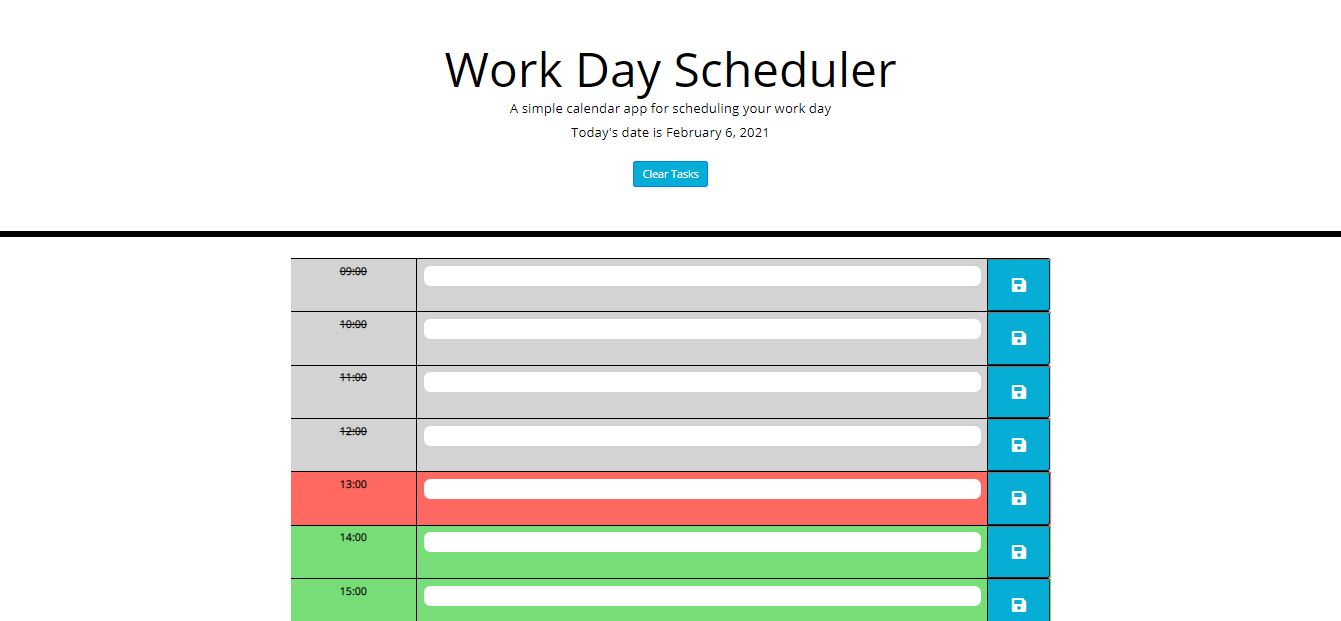 Work Day Scheduler
A simple calendar app for scheduling your work day
Today's date is February 6, 2021
Clear Tasks
09:00
10:00
11:00
12:00
13:00
14:00
15:00